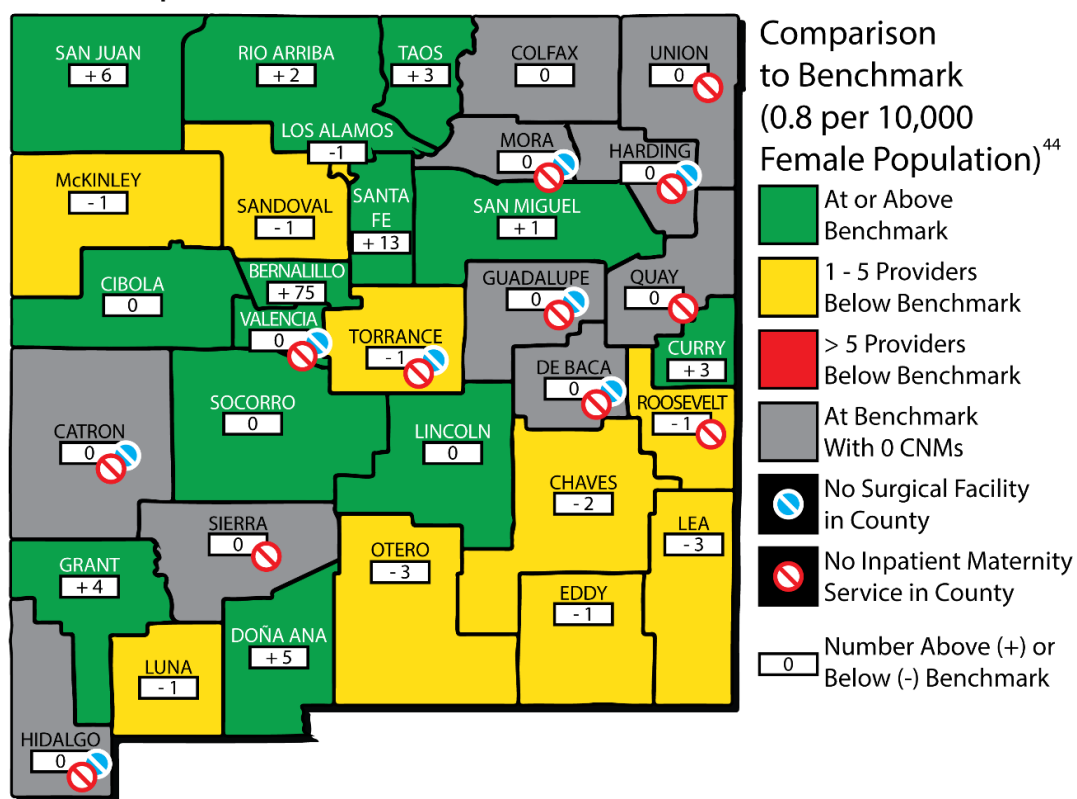 SAN JUAN
+ 6
RIO ARRIBA
+ 2
TAOS
+ 3
COLFAX
0
UNION
0
LOS ALAMOS
-1
MORA
0
HARDING
0
McKINLEY
- 1
SANDOVAL
- 1
SANTA
FE
+ 13
SAN MIGUEL
+ 1
CIBOLA
0
BERNALILLO
+ 75
VALENCIA
0
TORRANCE
- 1
GUADALUPE
0
QUAY
0
CURRY
+ 3
DE BACA
0
ROOSEVELT
- 1
CATRON
0
SOCORRO
0
LINCOLN
0
CHAVES
- 2
LEA
- 3
SIERRA
0
OTERO
- 3
EDDY
- 1
GRANT
+ 4
DOÑA ANA
+ 5
LUNA
- 1
HIDALGO
0
Comparison
to Benchmark
(0.8 per 10,000
Female Population)44
At or Above
Benchmark
1 - 5 Providers
Below Benchmark
> 5 Providers
Below Benchmark
At Benchmark
With 0 CNMs
No Surgical Facility
in County
No Inpatient Maternity
Service in County
0
Number Above (+) or
Below (-) Benchmark